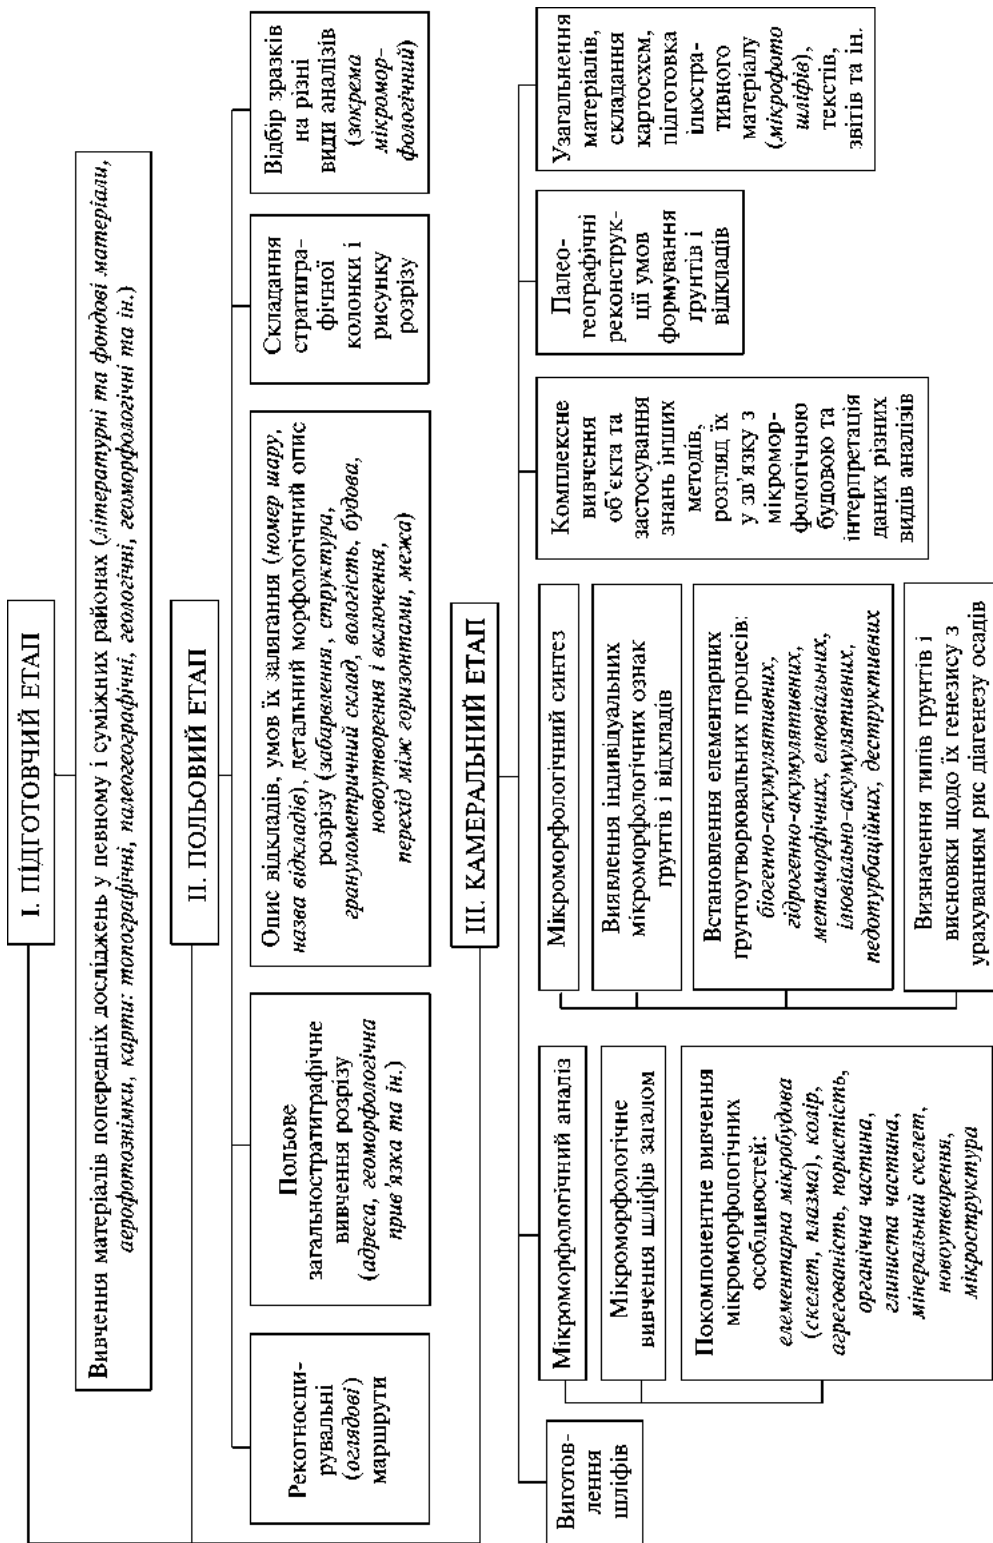 І. ПІДГОТОВЧИЙ ЕТАП
Вивчення матеріалів попередніх досліджень у певному і суміжних районах (літературні та фондові матеріали,
аерофотознімки, карти: топографічні, палеогеографічні, геологічні, геоморфологічні та ін.)
ІІ. ПОЛЬОВИЙ ЕТАП
Рекогносци-
рувальні
(оглядові)
маршрути
Польове
загальностратиграфічне
вивчення розрізу
(адреса, геоморфологічна
прив'язка та ін.)
Опис відкладів, умов їх залягання (номер шару,
назва відкладів), детальний морфологічний опис
розрізу (забарвлення, структура,
гранулометричний склад, вологість, будова,
новоутворення і включення,
перехід між горизонтами, межа)
Складання
стратигра-
фічної
колонки і
рисунку
розрізу
Відбір зразків
на різні
види аналізів
(зокрема
мікромор-
фологічний)
ІІІ. КАМЕРАЛЬНИЙ ЕТАП
Виготов-
лення
шліфів
Мікроморфологічний аналіз
Мікроморфологічне
вивчення шліфів загалом
Покомпонентне вивчення
мікроморфологічних
особливостей:
елементарна мікробудова
(скелет, плазма), колір,
агрегованість, пористість,
органічна частина,
глиниста частина,
мінеральний скелет,
новоутворення,
мікроструктура
Мікроморфологічний синтез
Виявлення індивідуальних
мікроморфологічних ознак
ґрунтів і відкладів
Встановлення елементарних
ґрунтоутворювальних процесів:
біогенно-акумулятивних,
гідрогенно-акумулятивних,
метаморфічних, елювіальних,
ілювіально-акумулятивних,
педотурбаційних, деструктивних
Визначення типів ґрунтів і
висновки щодо їх генезису з
урахуванням рис діагенезу осадів
Комплексне
вивчення
об'єкта та
застосування
знань інших
методів,
розгляд їх
у зв'язку з
мікромор-
фологічною
будовою та
інтерпретація
даних різних
видів аналізів
Палео-
географічні
реконструк-
ції умов
формування
ґрунтів і
відкладів
Узагальнення
матеріалів,
складання
картосхем,
підготовка
ілюстра-
тивного
матеріалу
(мікрофото
шліфів),
текстів,
звітів та ін.